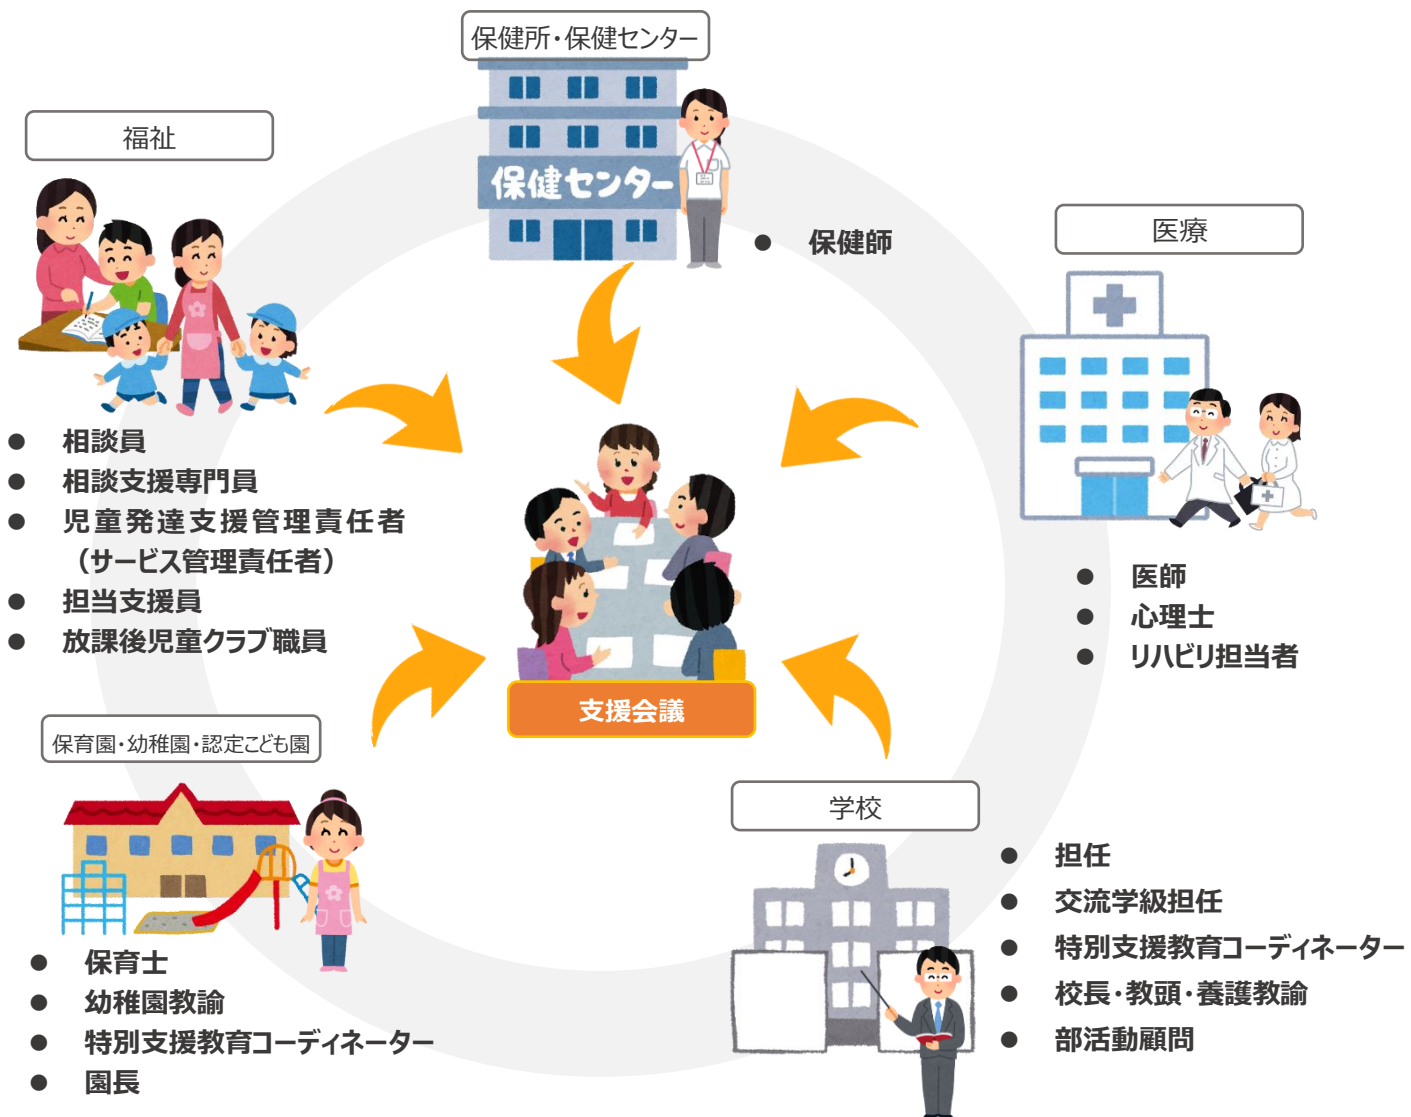 保健所・保健センター
保健センター
● 保健師
福祉
● 相談員
● 相談支援専門員
● 児童発達支援管理責任者
（サービス管理責任者）
● 担当支援員
● 放課後児童クラブ職員
医療
● 医師
● 心理士
● リハビリ担当者
支援会議
保育園・幼稚園・認定こども園
● 保育士
● 幼稚園教諭
● 特別支援教育コーディネーター
● 園長
学校
● 担任
● 交流学級担任
● 特別支援教育コーディネーター
● 校長・教頭・養護教諭
● 部活動顧問